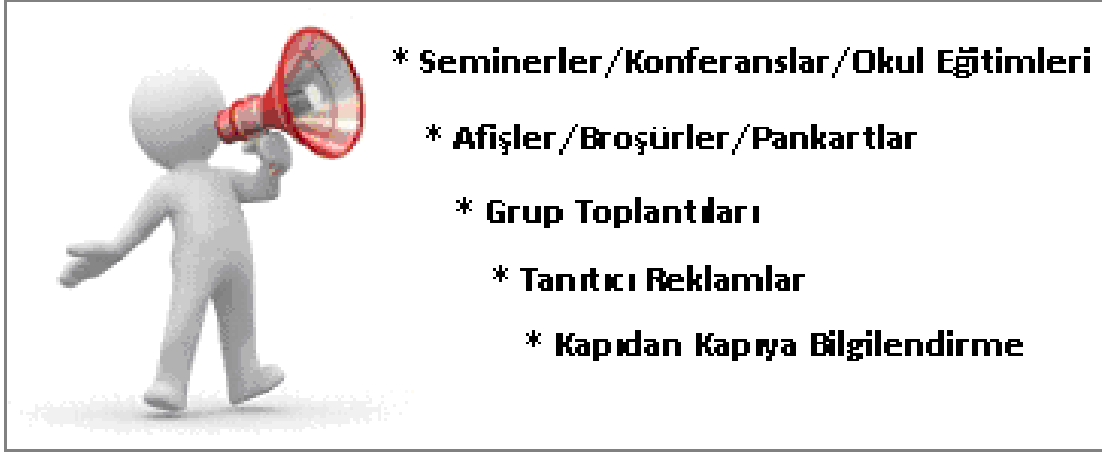 * Seminerler/Konferanslar/Okul Eğitimleri
* Afişler/Broşürler/Pankartlar
* Grup Toplantıları
* Tanıtıcı Reklamlar
* Kapıdan Kapıya Bilgilendirme